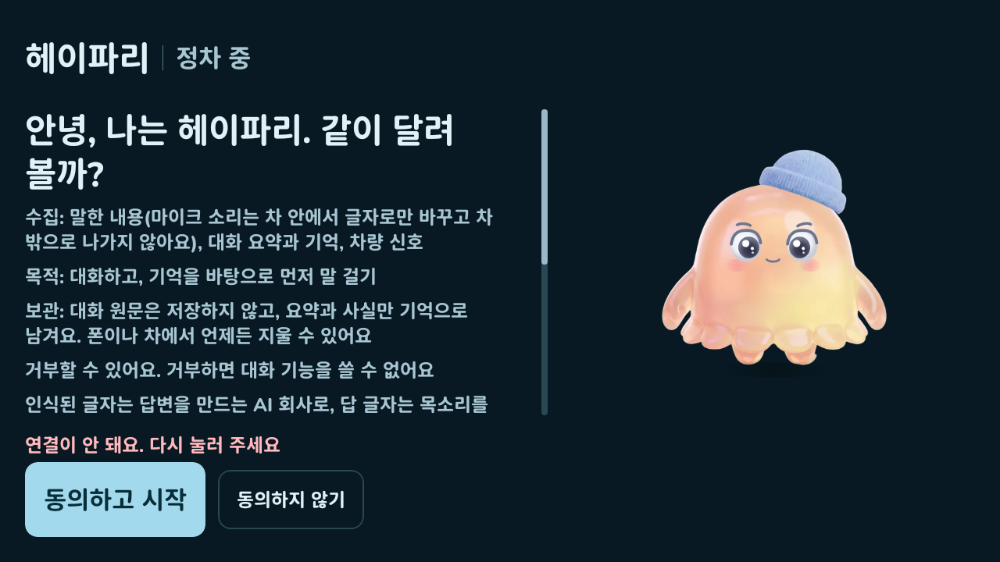 헤이파리 정차 중
안녕, 나는 헤이파리. 같이 달려
볼까?
수집: 말한 내용(마이크 소리는 차 안에서 글자로만 바꾸고 차
밖으로 나가지 않아요), 대화 요약과 기억, 차량 신호
목적: 대화하고, 기억을 바탕으로 먼저 말 걸기
보관: 대화 원문은 저장하지 않고, 요약과 사실만 기억으로
남겨요. 폰이나 차에서 언제든 지울 수 있어요
거부할 수 있어요. 거부하면 대화 기능을 쓸 수 없어요
인식된 글자는 답변을 만드는 AI 회사로, 답 글자는 목소리를
연결이 안 돼요. 다시 눌러 주세요
동의하고 시작 동의하지 않기